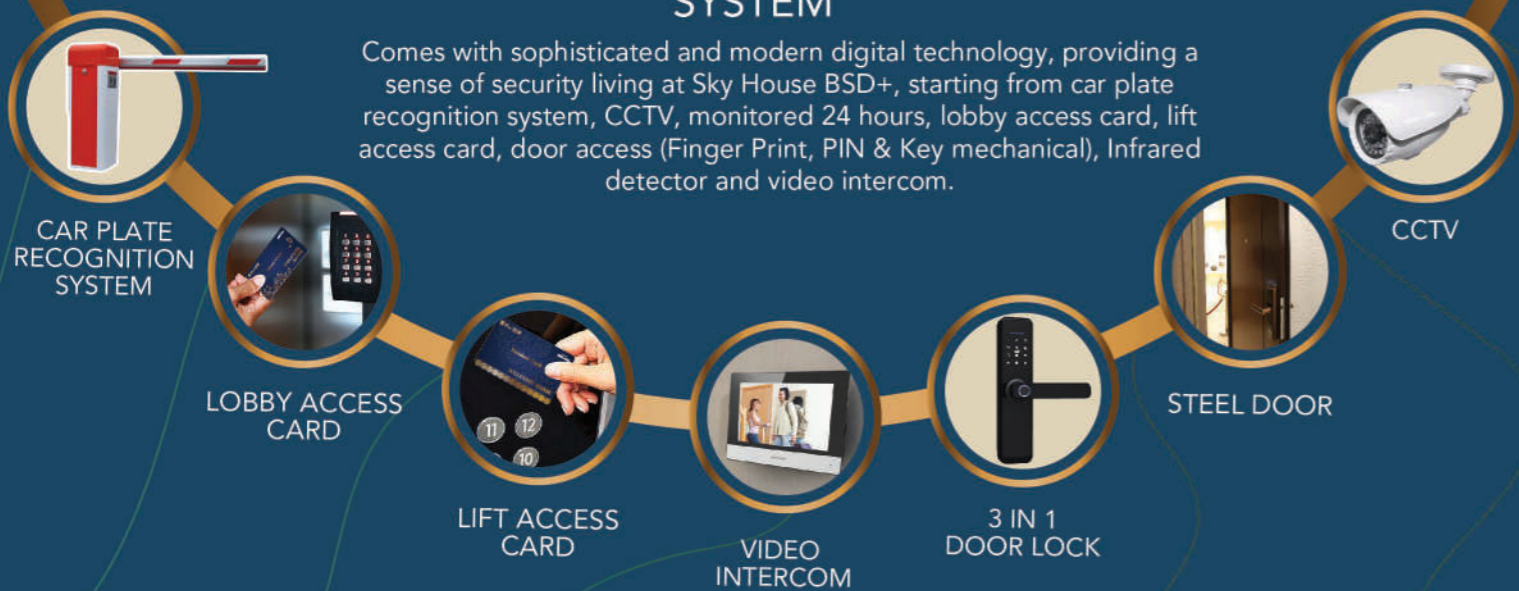 SYSTEM
Comes with sophisticated and modern digital technology, providing a
sense of security living at Sky House BSD+, starting from car plate
recognition system, CCTV, monitored 24 hours, lobby access card, lift
access card, door access (Finger Print, PIN & Key mechanical), Infrared
detector and video intercom.
CAR PLATE
RECOGNITION
SYSTEM
LOBBY ACCESS
CARD
11 12
10
LIFT ACCESS
CARD
VIDEO
INTERCOM
3 IN 1
DOOR LOCK
STEEL DOOR
CCTV